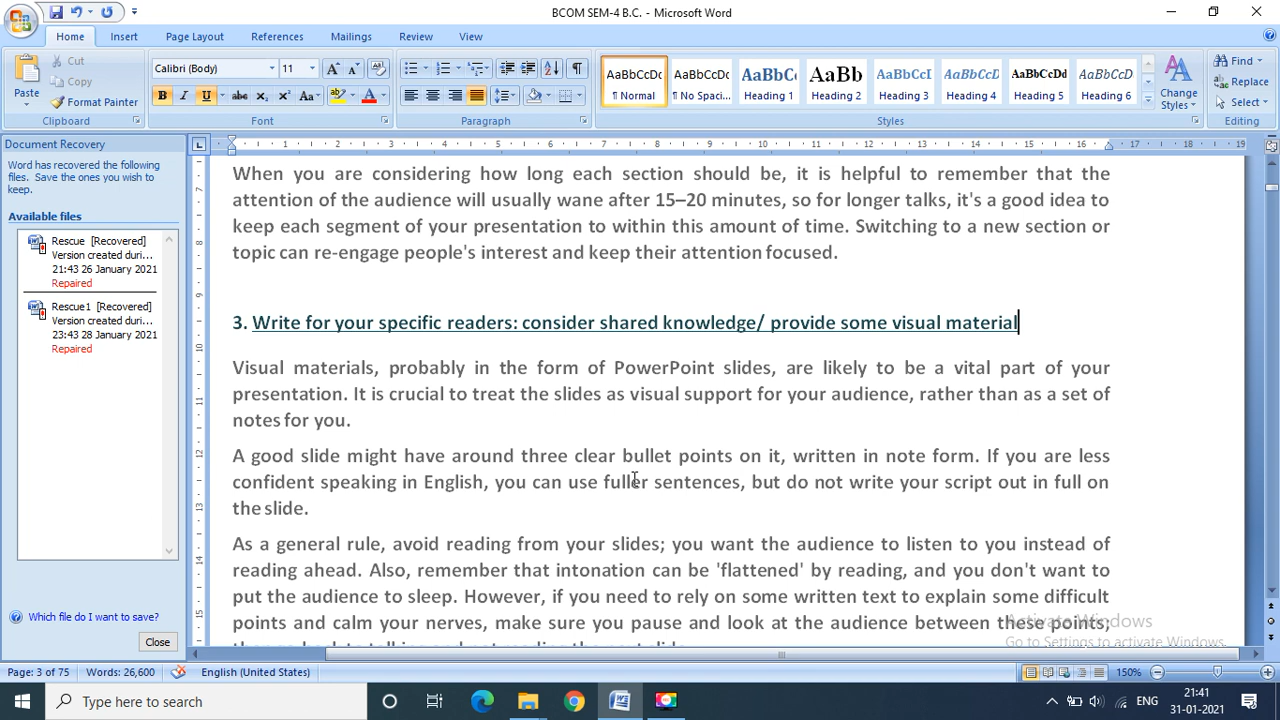 BCOM SEM-4 B.C. - Microsoft Word
Home Insert Page Layout References Mailings Review View
Paste
Cut
Copy
Format Painter
Clipboard
Calibri (Body) 11
Font
Paragraph
AaBbCcDc AaBbCcDc AaBbCc AaBb AaBbCcI AaBbCcD AaBbCcDc AaBbCcD
¶ Normal ¶ No Spaci... Heading 1 Heading 2 Heading 3 Heading 4 Heading 5 Heading 6
Change Styles
Styles
Find
Replace
Select
Editing
Document Recovery
Word has recovered the following
files. Save the ones you wish to
keep.
Available files
Rescue [Recovered]
Version created duri...
21:43 26 January 2021
Repaired
Rescue1 [Recovered]
Version created duri...
23:43 28 January 2021
Repaired
Which file do I want to save?
Close
When you are considering how long each section should be, it is helpful to remember that the
attention of the audience will usually wane after 15–20 minutes, so for longer talks, it's a good idea to
keep each segment of your presentation to within this amount of time. Switching to a new section or
topic can re-engage people's interest and keep their attention focused.
3. Write for your specific readers: consider shared knowledge/ provide some visual material
Visual materials, probably in the form of PowerPoint slides, are likely to be a vital part of your
presentation. It is crucial to treat the slides as visual support for your audience, rather than as a set of
notes for you.
A good slide might have around three clear bullet points on it, written in note form. If you are less
confident speaking in English, you can use fuller sentences, but do not write your script out in full on
the slide.
As a general rule, avoid reading from your slides; you want the audience to listen to you instead of
reading ahead. Also, remember that intonation can be 'flattened' by reading, and you don't want to
put the audience to sleep. However, if you need to rely on some written text to explain some difficult
points and calm your nerves, make sure you pause and look at the audience between these points;
Activate Windows
Go to Settings to activate Windows.
Page: 3 of 75 Words: 26,600 English (United States) 150%
Type here to search
ENG
21:41
31-01-2021